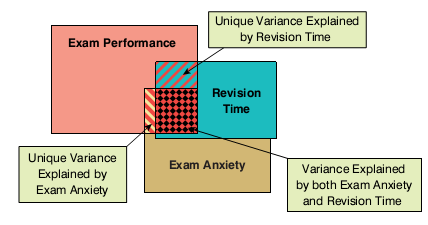 Unique Variance Explained
by Revision Time
Exam Performance
Revision
Time
Unique Variance
Explained by
Exam Anxiety
Exam Anxiety
Variance Explained
by both Exam Anxiety
and Revision Time